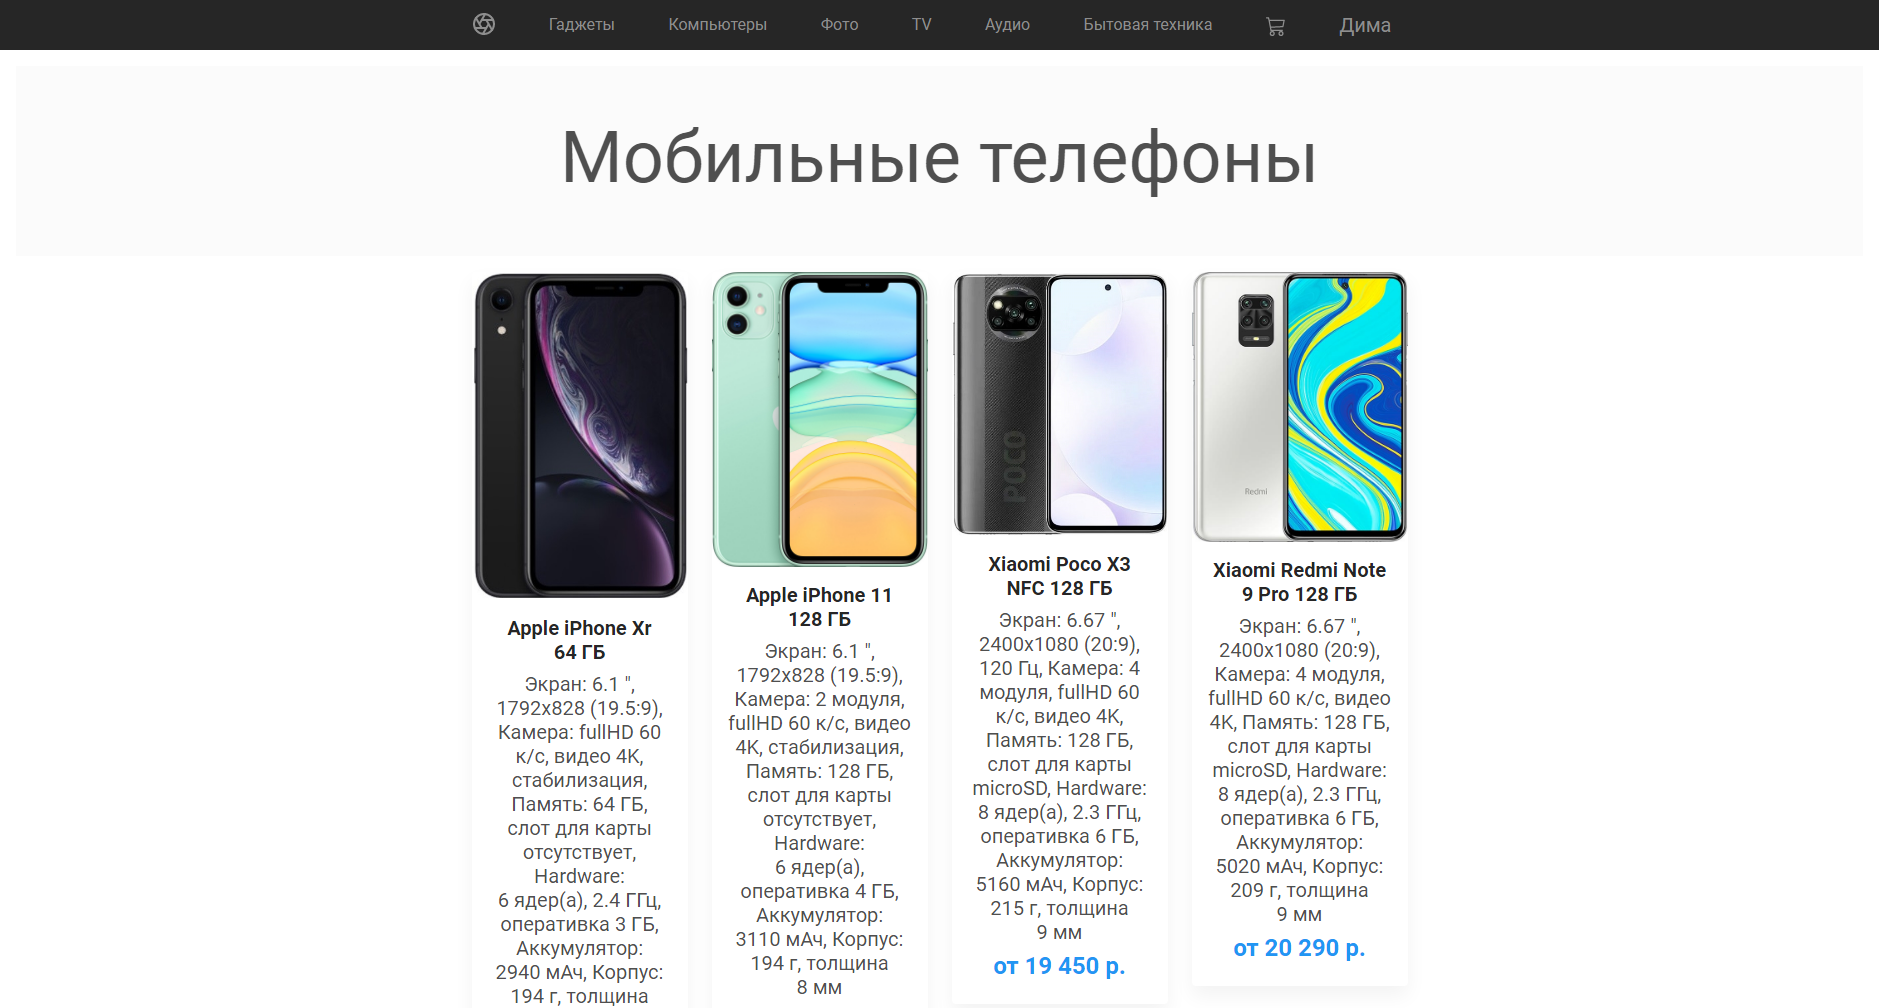 Гаджеты Компьютеры Фото TV Аудио Бытовая техника Дима
Мобильные телефоны
POCO
Redmi
Apple iPhone Xr
64 ГБ
Экран: 6.1 ",
1792x828 (19.5:9),
Камера: fullHD 60
к/с, видео 4K,
стабилизация,
Память: 64 ГБ,
слот для карты
отсутствует,
Hardware:
6 ядер(а), 2.4 ГГц,
оперативка 3 ГБ,
Аккумулятор:
2940 мАч, Корпус:
194 г, толщина
Apple iPhone 11
128 ГБ
Экран: 6.1 ",
1792x828 (19.5:9),
Камера: 2 модуля,
fullHD 60 к/с, видео
4K, стабилизация,
Память: 128 ГБ,
слот для карты
отсутствует,
Hardware:
6 ядер(а),
оперативка 4 ГБ,
Аккумулятор:
3110 мАч, Корпус:
194 г, толщина
8 мм
Xiaomi Poco X3
NFC 128 ГБ
Экран: 6.67 ",
2400x1080 (20:9),
120 Гц, Камера: 4
модуля, fullHD 60
к/с, видео 4K,
Память: 128 ГБ,
слот для карты
microSD, Hardware:
8 ядер(а), 2.3 ГГц,
оперативка 6 ГБ,
Аккумулятор:
5160 мАч, Корпус:
215 г, толщина
9 мм
от 19 450 р.
Xiaomi Redmi Note
9 Pro 128 ГБ
Экран: 6.67 ",
2400x1080 (20:9),
Камера: 4 модуля,
fullHD 60 к/с, видео
4K, Память: 128 ГБ,
слот для карты
microSD, Hardware:
8 ядер(а), 2.3 ГГц,
оперативка 6 ГБ,
Аккумулятор:
5020 мАч, Корпус:
209 г, толщина
9 мм
от 20 290 р.